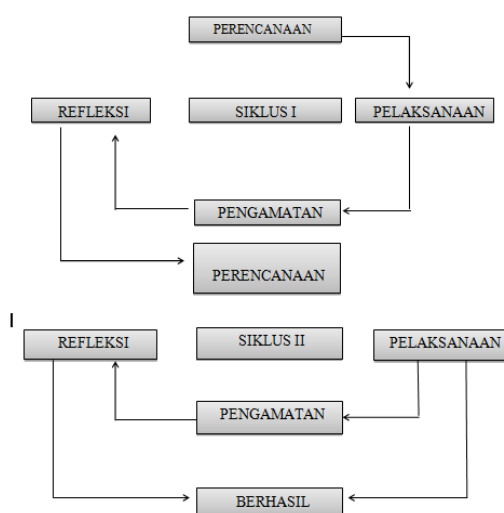 PERENCANAAN
REFLEKSI
SIKLUS I
PELAKSANAAN
PENGAMATAN
PERENCANAAN
I
REFLEKSI
SIKLUS II
PELAKSANAAN
PENGAMATAN
BERHASIL